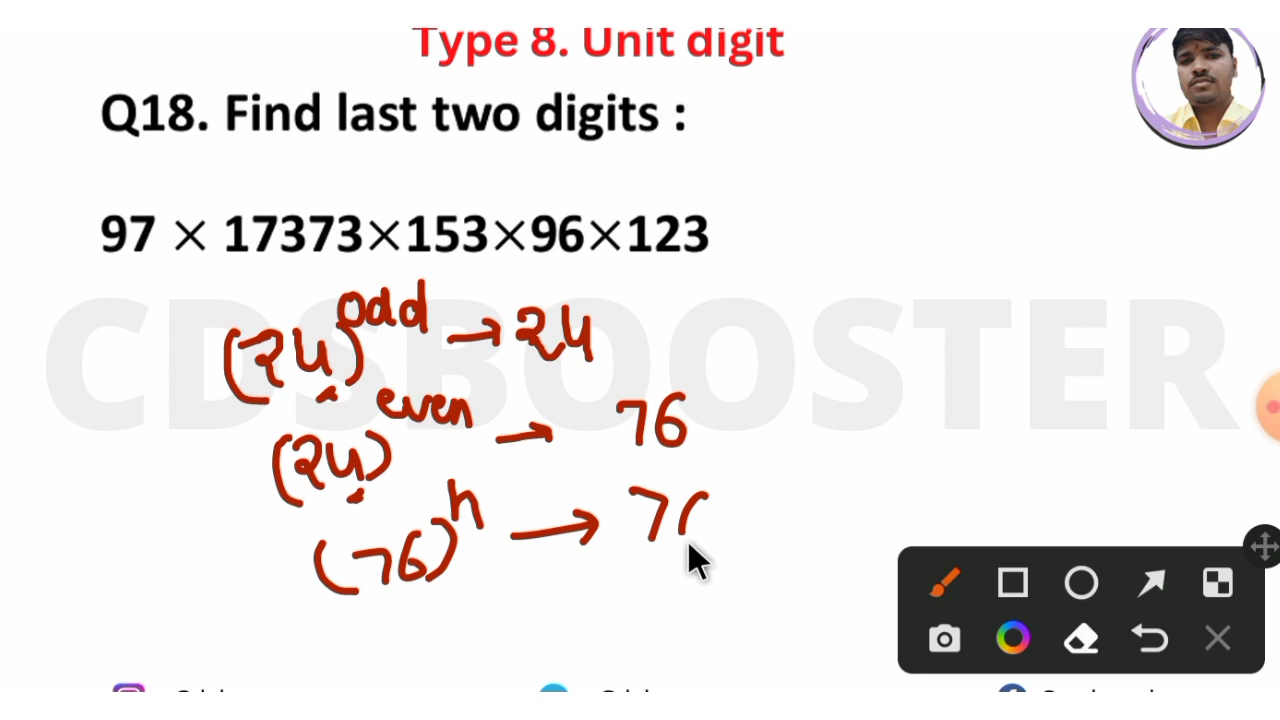 Type 8. Unit digit
Q18. Find last two digits :
97 × 17373×153×96×123
CDSBOOSTER
(24)^odd → 24
(24)^even → 76
(76)^n → 7